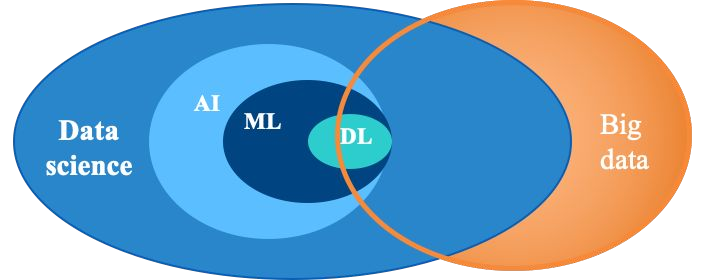 Data
science
AI
ML
DL
Big
data